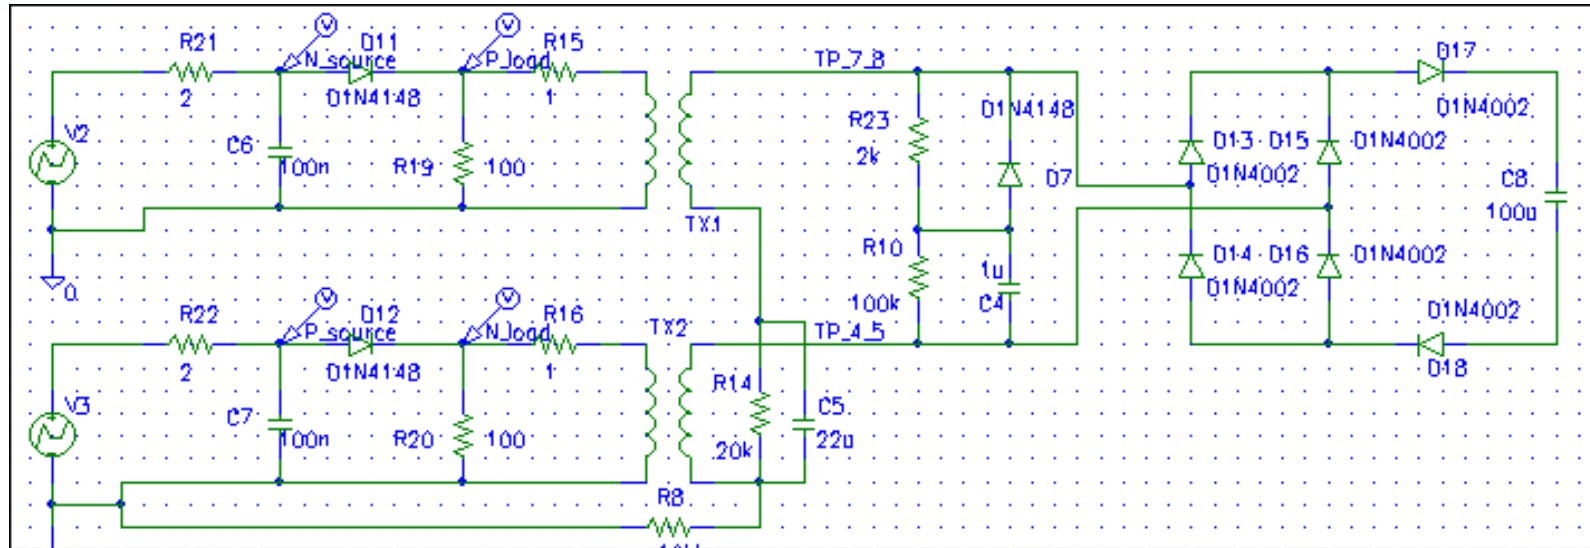 V
V
R21
D11
R15
N_source
P_load
TP_7_8
D17
2
D1N4148
1
D1N4148
D1N4002
V2
C6
100n
R19
100
R23
2k
D13
D15
D1N4002
D7
D1N4002
C8
100u
TX1
R10
100k
1u
C4
D14
D16
D1N4002
D1N4002
0
V
V
R22
D12
R16
P_source
N_load
TX2
TP_4_5
D1N4002
2
D1N4148
1
D18
V3
C7
100n
R20
100
R14
20k
C5
22u
R8